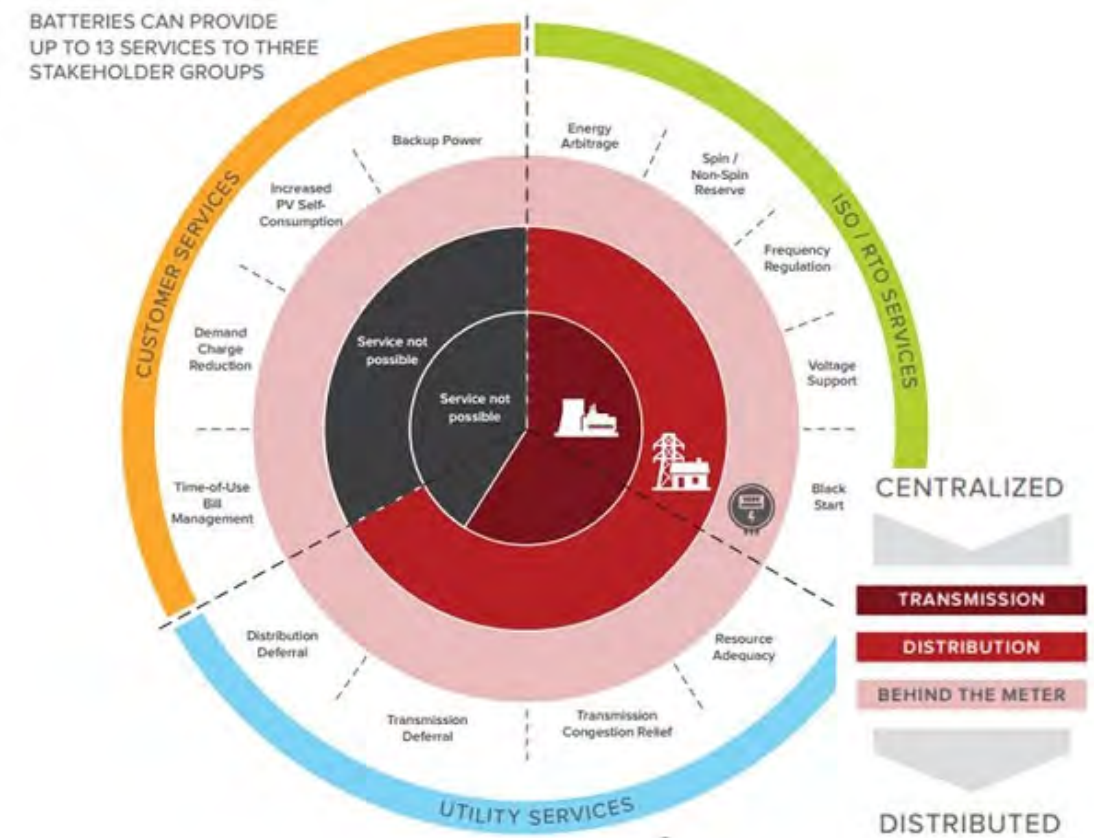 BATTERIES CAN PROVIDE
UP TO 13 SERVICES TO THREE
STAKEHOLDER GROUPS
CUSTOMER SERVICES
ISO / RTO SERVICES
UTILITY SERVICES
Backup Power
Energy
Arbitrage
Spin /
Non-Spin
Reserve
Increased
PV Self-
Consumption
Frequency
Regulation
Demand
Charge
Reduction
Service not
possible
Service not
possible
Voltage
Support
Time-of-Use
Bill
Management
Black
Start
Distribution
Deferral
Resource
Adequacy
Transmission
Deferral
Transmission
Congestion Relief
CENTRALIZED
TRANSMISSION
DISTRIBUTION
BEHIND THE METER
DISTRIBUTED